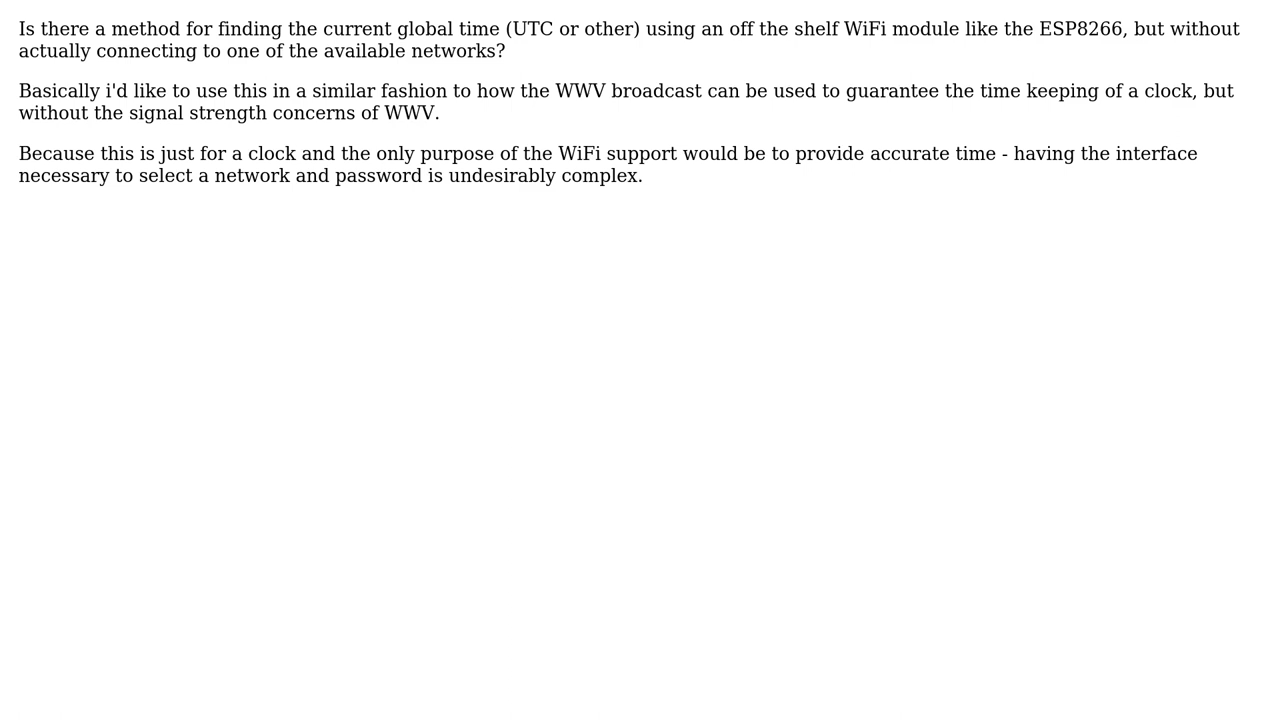 Is there a method for finding the current global time (UTC or other) using an off the shelf WiFi module like the ESP8266, but without
actually connecting to one of the available networks?
Basically i'd like to use this in a similar fashion to how the WWV broadcast can be used to guarantee the time keeping of a clock, but
without the signal strength concerns of WWV.
Because this is just for a clock and the only purpose of the WiFi support would be to provide accurate time - having the interface
necessary to select a network and password is undesirably complex.